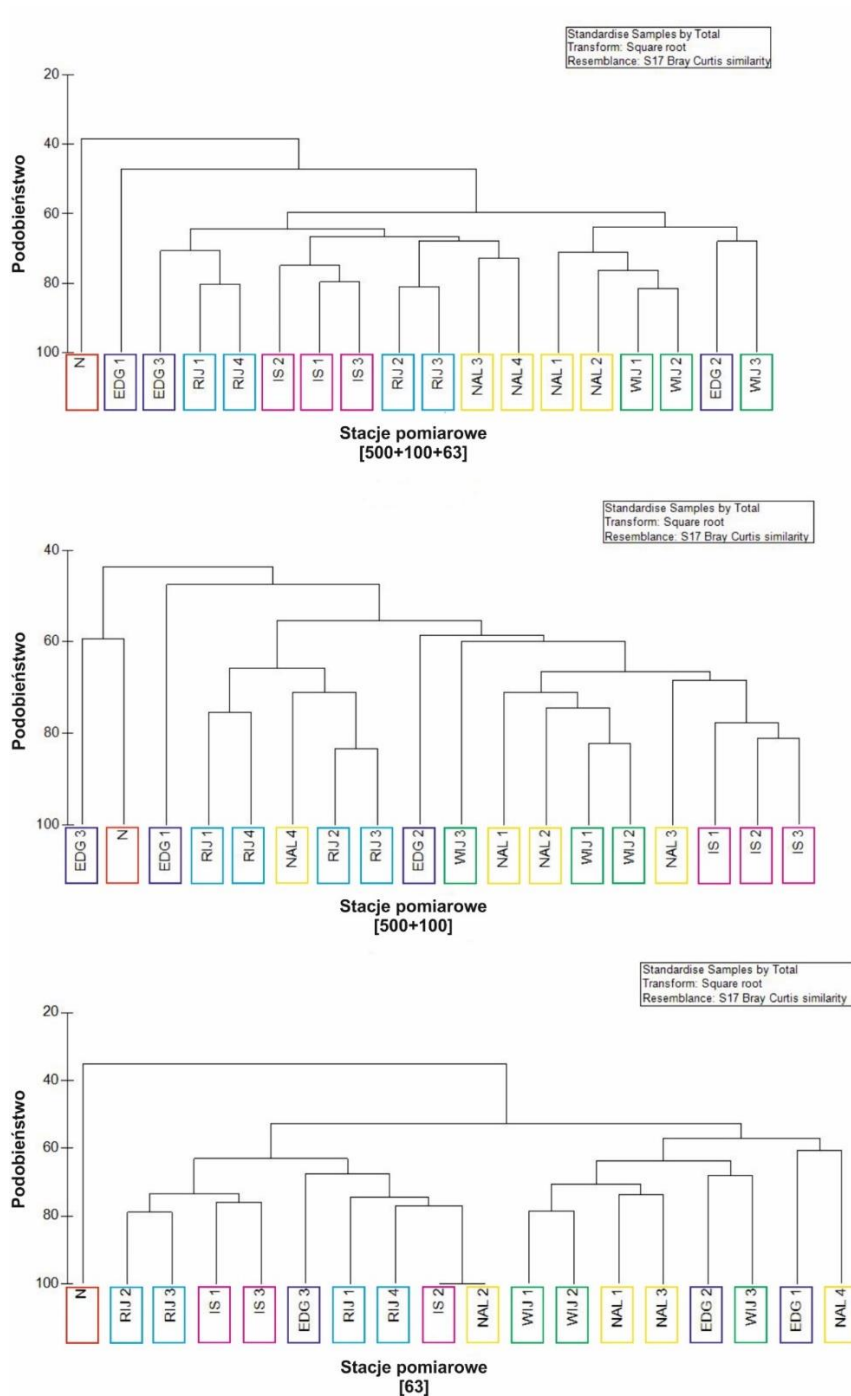 Standardise Samples by Total
Transform: Square root
Resemblance: S17 Bray Curtis similarity
Podobieństwo
20
40
60
80
100
N
EDG 1
EDG 3
RIJ 1
RIJ 4
IS 2
IS 1
IS 3
RIJ 2
RIJ 3
NAL 3
NAL 4
NAL 1
NAL 2
WIJ 1
WIJ 2
EDG 2
WIJ 3
Stacje pomiarowe
[500+100+63]
Standardise Samples by Total
Transform: Square root
Resemblance: S17 Bray Curtis similarity
Podobieństwo
40
60
80
100
EDG 3
N
EDG 1
RIJ 1
RIJ 4
NAL 4
RIJ 2
RIJ 3
EDG 2
WIJ 3
NAL 1
NAL 2
WIJ 1
WIJ 2
NAL 3
IS 1
IS 2
IS 3
Stacje pomiarowe
[500+100]
Standardise Samples by Total
Transform: Square root
Resemblance: S17 Bray Curtis similarity
Podobieństwo
20
40
60
80
100
N
RIJ 2
RIJ 3
IS 1
IS 3
EDG 3
RIJ 1
RIJ 4
IS 2
NAL 2
WIJ 1
WIJ 2
NAL 1
NAL 3
EDG 2
WIJ 3
EDG 1
NAL 4
Stacje pomiarowe
[63]